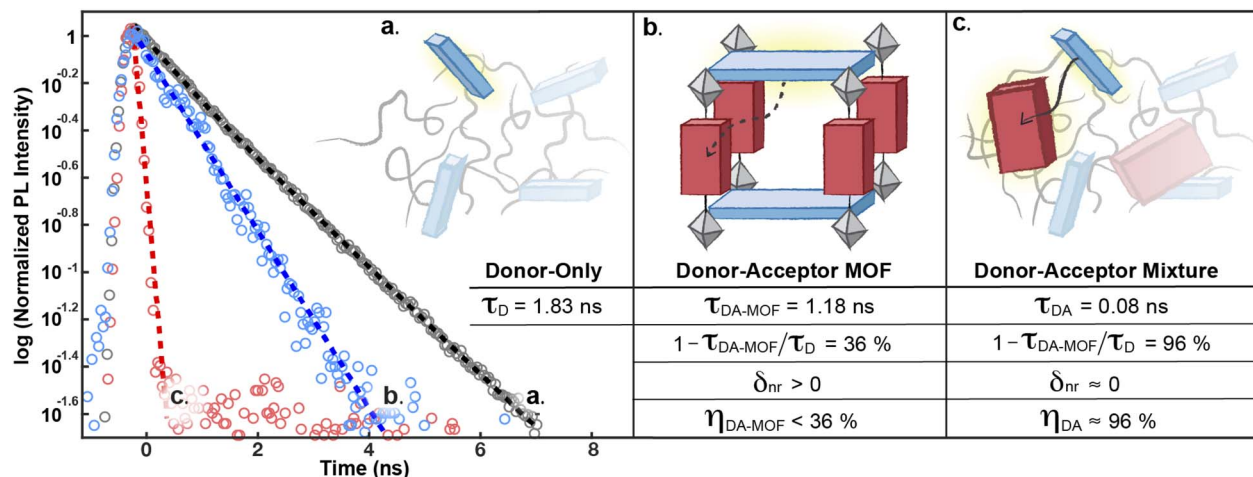 log (Normalized PL Intensity)
1
10^-0.2
10^-0.4
10^-0.6
10^-0.8
10^-1
10^-1.2
10^-1.4
10^-1.6
0 2 4 6 8
Time (ns)
c. b. a.
a.
b.
c.
Donor-Only Donor-Acceptor MOF Donor-Acceptor Mixture
τD = 1.83 ns τDA-MOF = 1.18 ns τDA = 0.08 ns
1 - τDA-MOF/τD = 36 % 1 - τDA-MOF/τD = 96 %
δnr > 0 δnr ≈ 0
ηDA-MOF < 36 % ηDA ≈ 96 %